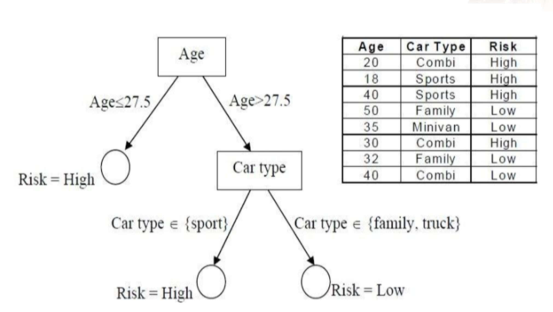 Age
Age≤27.5
Age>27.5
Risk = High
Car type
Car type ∈ {sport}
Car type ∈ {family, truck}
Risk = High
Risk = Low
Age Car Type Risk
20 Combi High
18 Sports High
40 Sports High
50 Family Low
35 Minivan Low
30 Combi High
32 Family Low
40 Combi Low